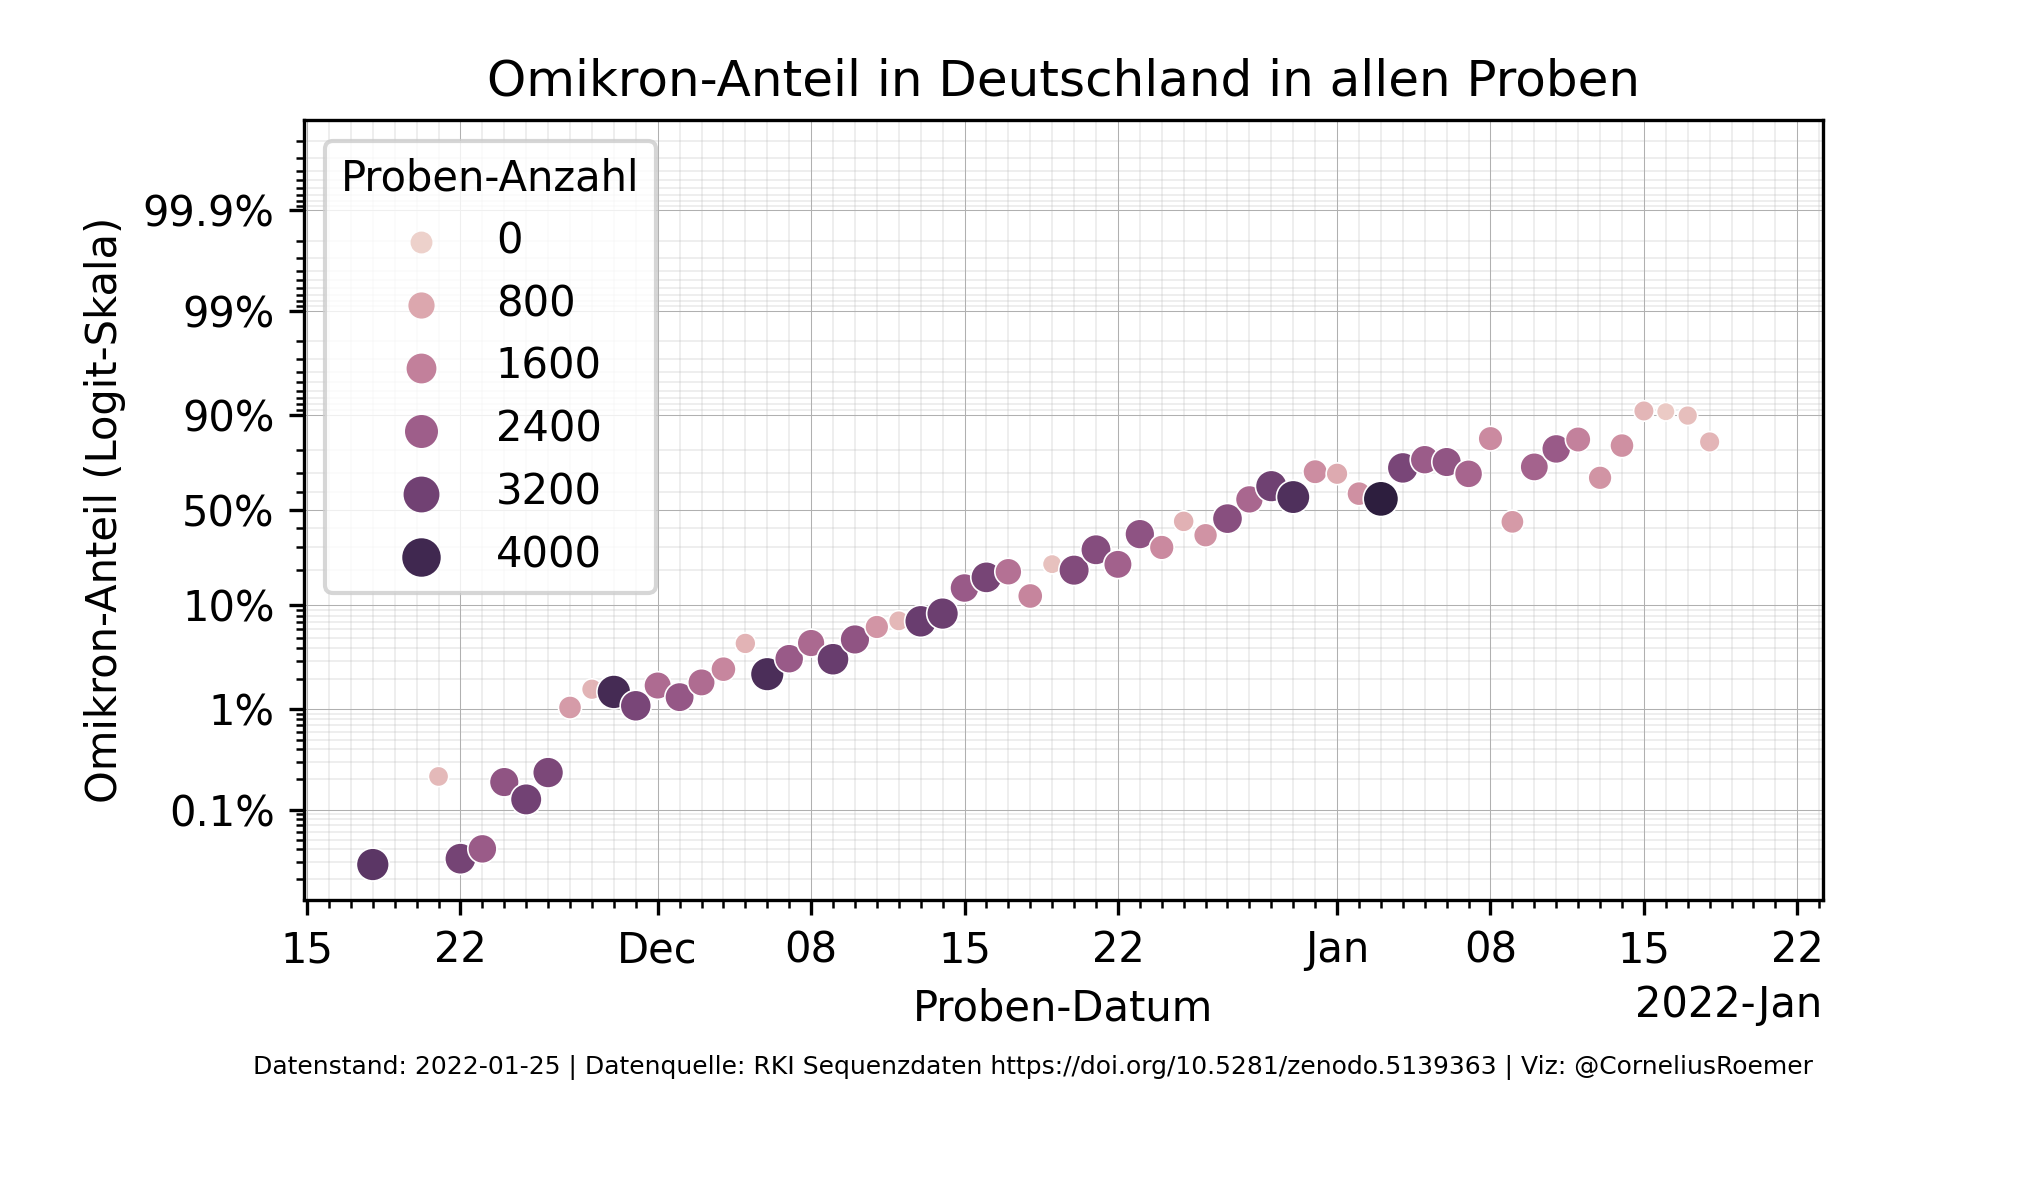 Omikron-Anteil in Deutschland in allen Proben
Proben-Anzahl
0
800
1600
2400
3200
4000
Omikron-Anteil (Logit-Skala)
99.9%
99%
90%
50%
10%
1%
0.1%
15 22 Dec 08 15 22 Jan 08 15 22
Proben-Datum
2022-Jan
Datenstand: 2022-01-25 | Datenquelle: RKI Sequenzdaten https://doi.org/10.5281/zenodo.5139363 | Viz: @CorneliusRoemer